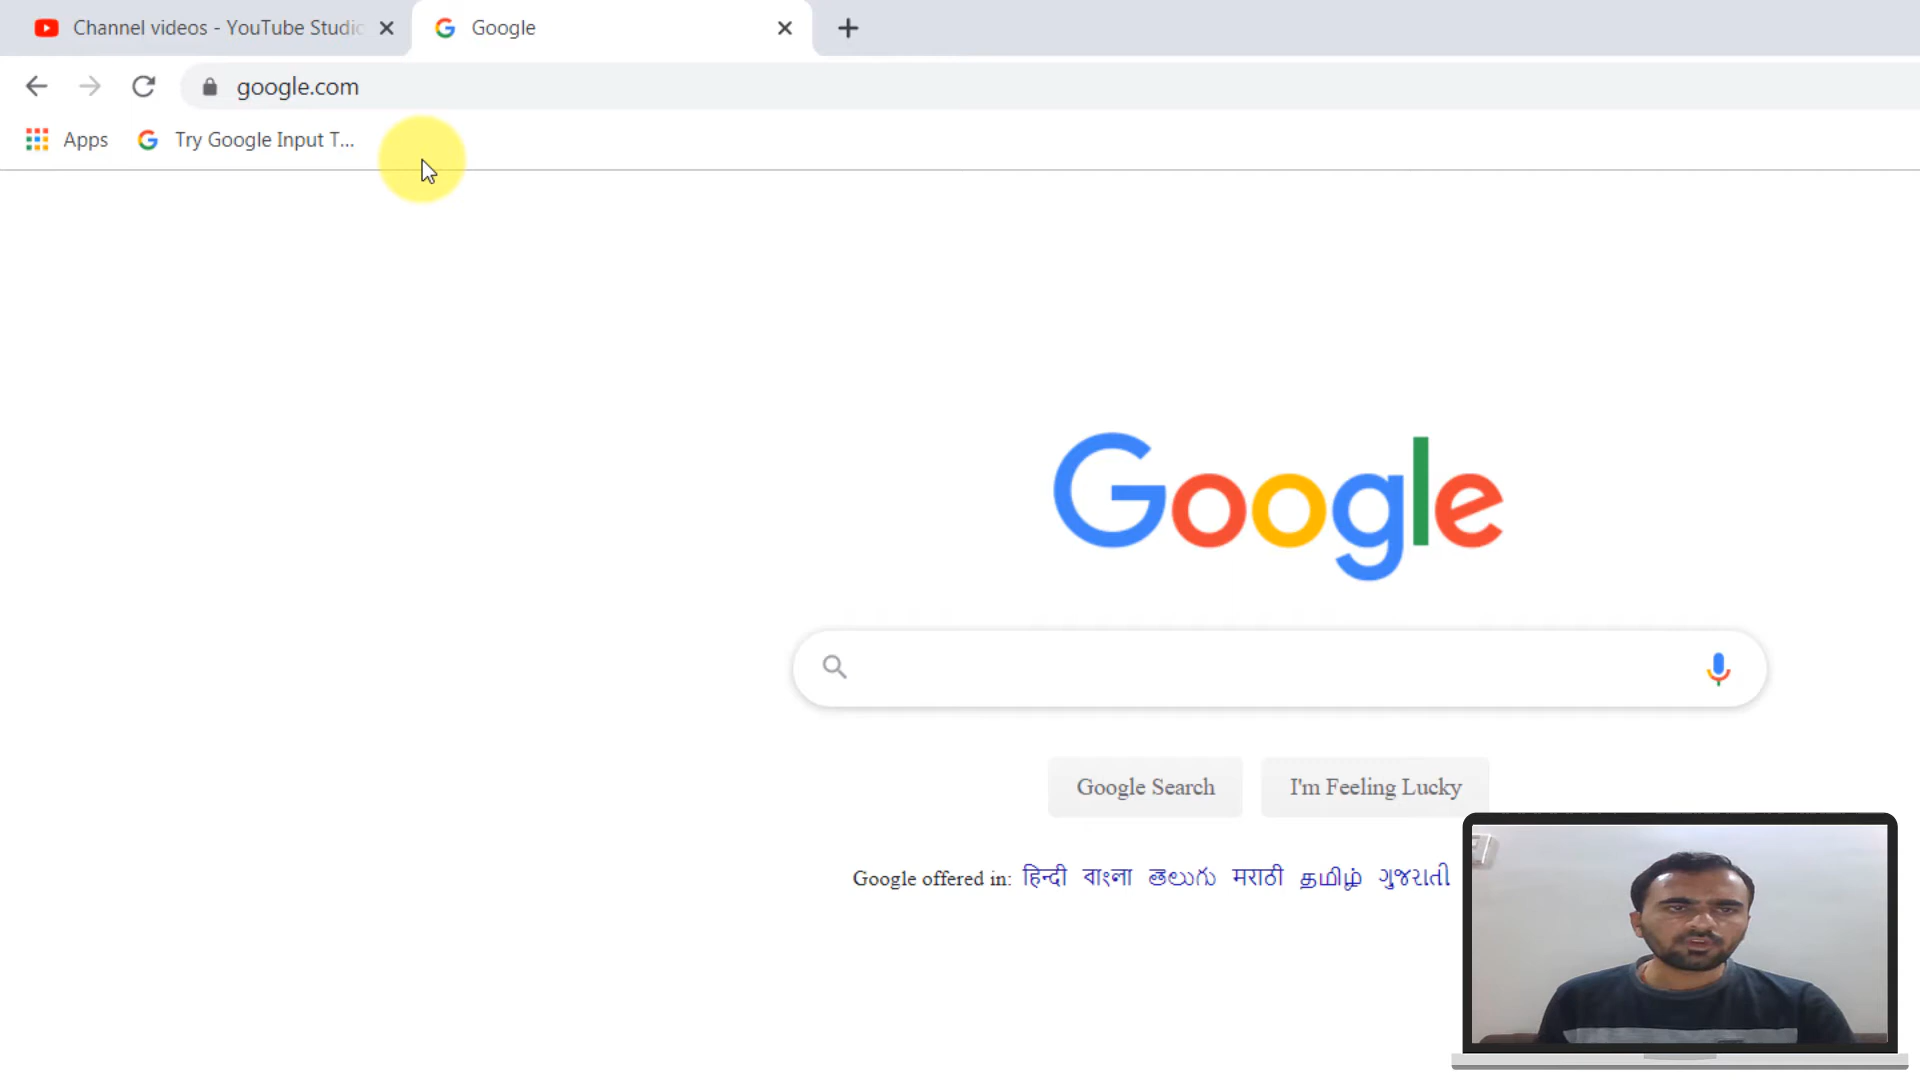 Channel videos - YouTube Studio
Google
google.com
Apps
Try Google Input T...
Google
Google Search
I'm Feeling Lucky
Google offered in: हिन्दी বাংলা తెలుగు मराठी தமிழ் ગુજરાતી